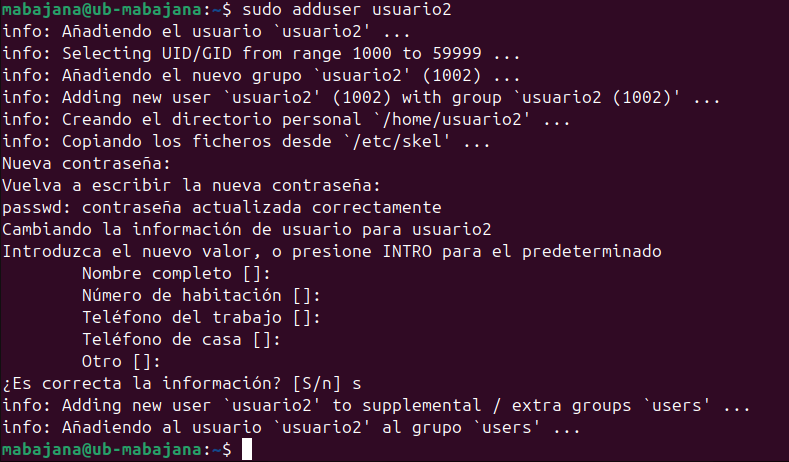 mabajana@ub-mabajana:~$ sudo adduser usuario2
info: Añadiendo el usuario `usuario2' ...
info: Selecting UID/GID from range 1000 to 59999 ...
info: Añadiendo el nuevo grupo `usuario2' (1002) ...
info: Adding new user `usuario2' (1002) with group `usuario2 (1002)' ...
info: Creando el directorio personal `/home/usuario2' ...
info: Copiando los ficheros desde `/etc/skel' ...
Nueva contraseña:
Vuelva a escribir la nueva contraseña:
passwd: contraseña actualizada correctamente
Cambiando la información de usuario para usuario2
Introduzca el nuevo valor, o presione INTRO para el predeterminado
        Nombre completo []:
        Número de habitación []:
        Teléfono del trabajo []:
        Teléfono de casa []:
        Otro []:
¿Es correcta la información? [S/n] s
info: Adding new user `usuario2' to supplemental / extra groups `users' ...
info: Añadiendo al usuario `usuario2' al grupo `users' ...
mabajana@ub-mabajana:~$